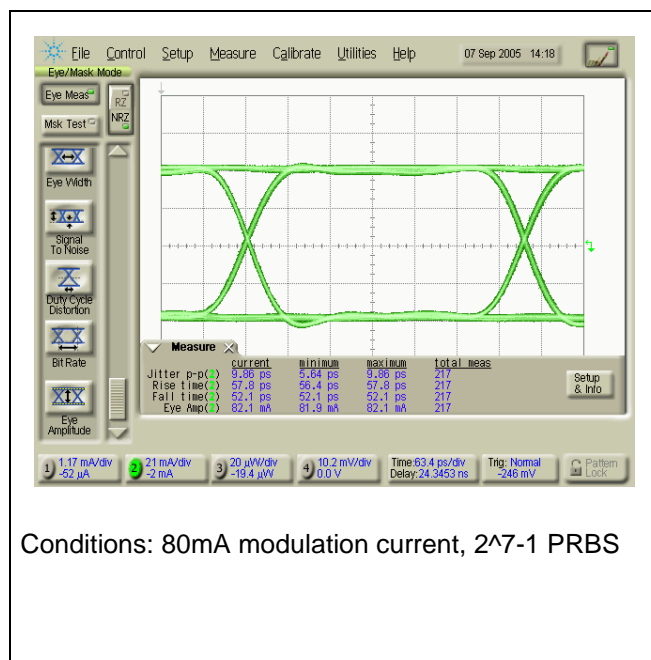 File Control Setup Measure Calibrate Utilities Help 07 Sep 2005 14:18
Eye/Mask Mode
Eye Meas
RZ
NRZ
Msk Test
Eye Width
Signal
To Noise
Duty Cycle
Distortion
Bit Rate
Eye
Amplitude
Measure
current minimum maximum total meas
Jitter p-p(2) 9.86 ps 5.64 ps 9.86 ps 217
Rise time(2) 57.8 ps 56.4 ps 57.8 ps 217
Fall time(2) 52.1 ps 52.1 ps 52.1 ps 217
Eye Amp(2) 82.1 mA 81.9 mA 82.1 mA 217
Setup
& Info
1 1.17 mA/div
-52 µA
2 21 mA/div
-2 mA
3 20 µW/div
-19.4 µW
4 10.2 mV/div
0.0 V
Time:63.4 ps/div
Delay:24.3453 ns
Trig: Normal
-246 mV
Pattern
Lock
Conditions: 80mA modulation current, 2^7-1 PRBS